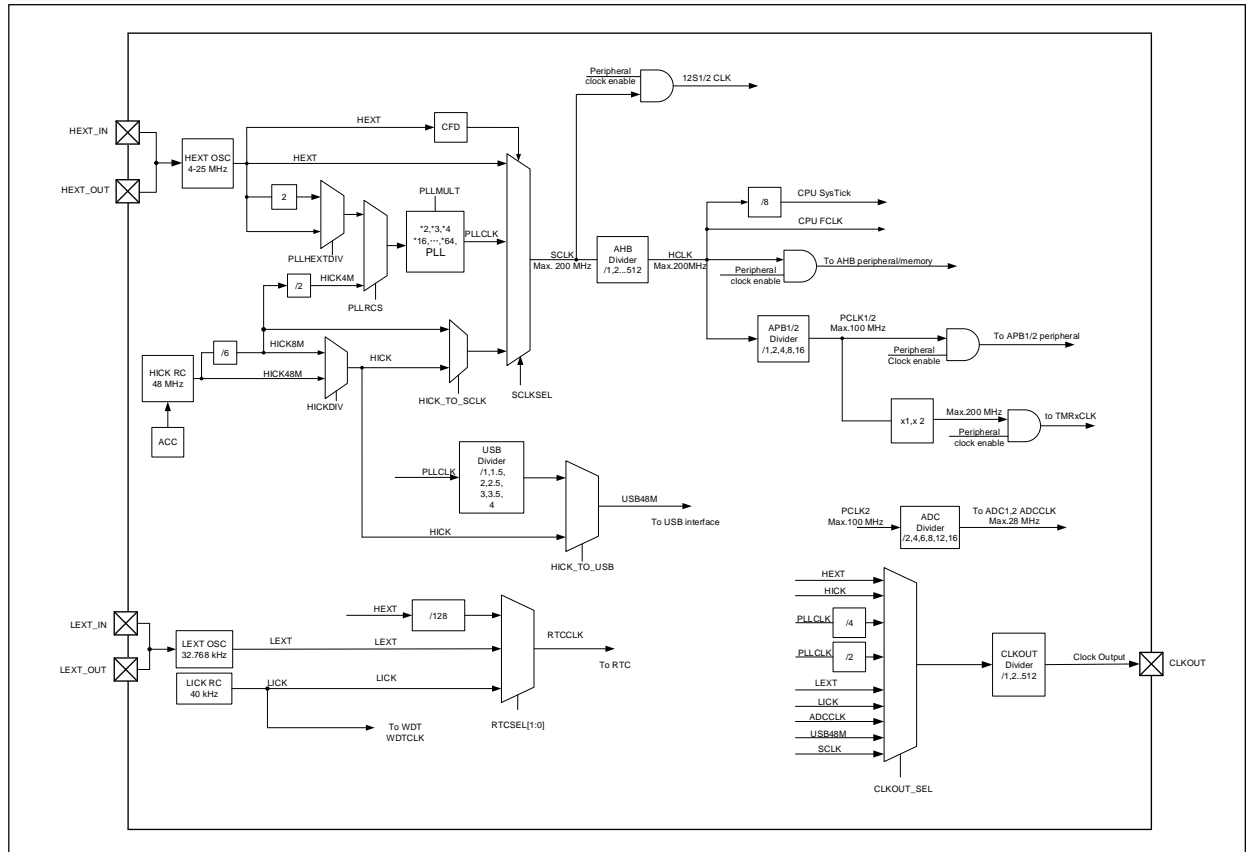 Peripheral
clock enable
12S1/2 CLK
HEXT_IN
HEXT_OUT
HEXT OSC
4-25 MHz
HEXT
CFD
HEXT
2
PLLHEXTDIV
PLLMULT
*2,*3,*4
*16,...,*64,
PLL
PLLCLK
/2
HICK4M
PLLRCS
SCLK
Max. 200 MHz
AHB
Divider
/1,2...512
HCLK
Max.200MHz
/8
CPU SysTick
CPU FCLK
Peripheral
clock enable
To AHB peripheral/memory
APB1/2
Divider
/1,2,4,8,16
PCLK1/2
Max.100 MHz
Peripheral
Clock enable
To APB1/2 peripheral
x1,x 2
Max.200 MHz
Peripheral
clock enable
to TMRxCLK
HICK RC
48 MHz
/6
HICK8M
HICK48M
HICKDIV
HICK
HICK_TO_SCLK
SCLKSEL
ACC
PLLCLK
USB
Divider
/1,1.5,
2,2.5,
3,3.5,
4
HICK
HICK_TO_USB
USB48M
To USB interface
PCLK2
Max.100 MHz
ADC
Divider
/2,4,6,8,12,16
To ADC1,2 ADCCLK
Max.28 MHz
LEXT_IN
LEXT_OUT
LEXT OSC
32.768 kHz
LEXT
LICK RC
40 kHz
LICK
HEXT
/128
LEXT
LICK
RTCSEL[1:0]
RTCCLK
To RTC
To WDT
WDTCLK
HEXT
HICK
PLLCLK
/4
PLLCLK
/2
LEXT
LICK
ADCCLK
USB48M
SCLK
CLKOUT_SEL
CLKOUT
Divider
/1,2..512
Clock Output
CLKOUT